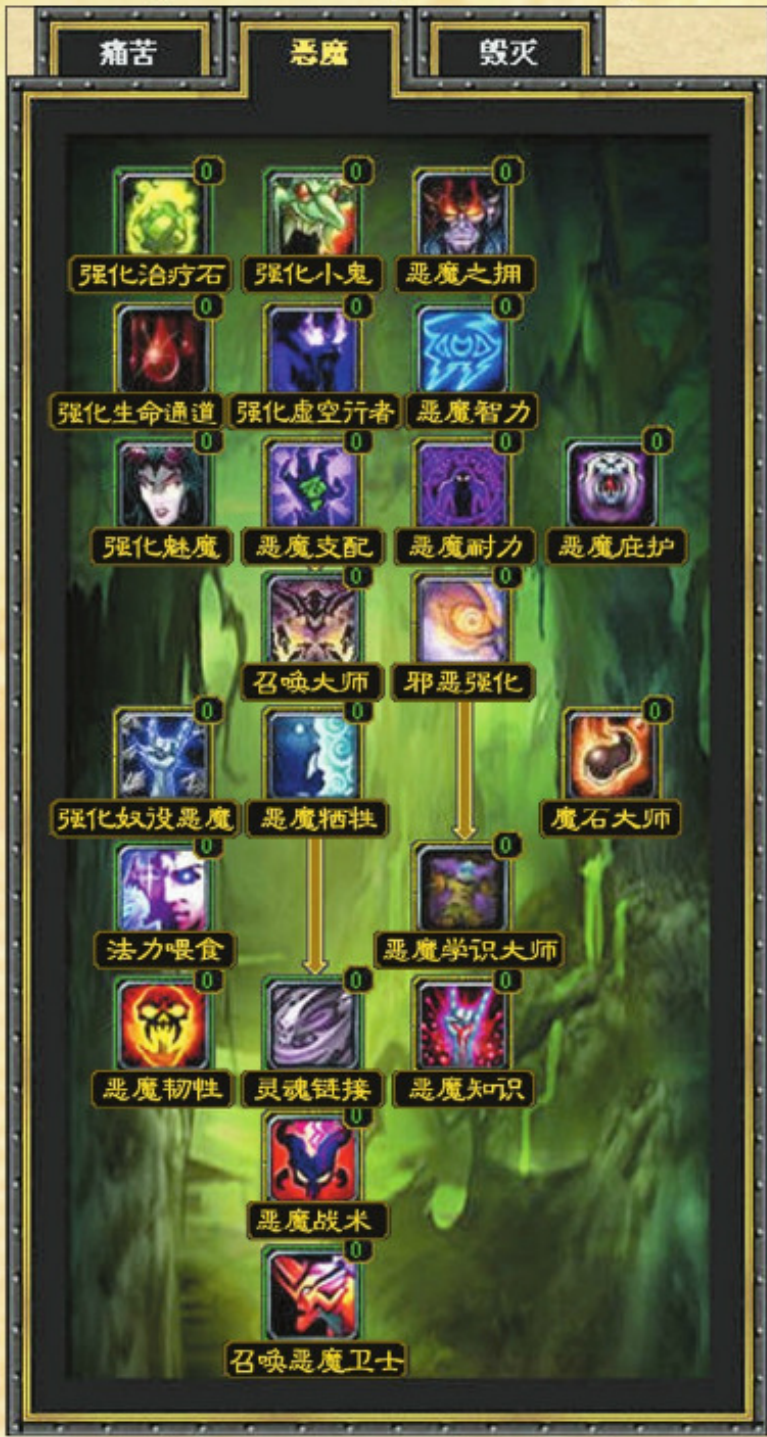 痛苦 恶魔 毁灭
0 0 0
强化治疗石 强化小鬼 恶魔之拥
0 0 0
强化生命通道 强化虚空行者 恶魔智力
0 0 0 0
强化魅魔 恶魔支配 恶魔耐力 恶魔庇护
0 0
召唤大师 邪恶强化
0 0 0
强化奴役恶魔 恶魔牺牲 魔石大师
0 0
法力喂食 恶魔学识大师
0 0 0
恶魔韧性 灵魂链接 恶魔知识
0
恶魔战术
0
召唤恶魔卫士